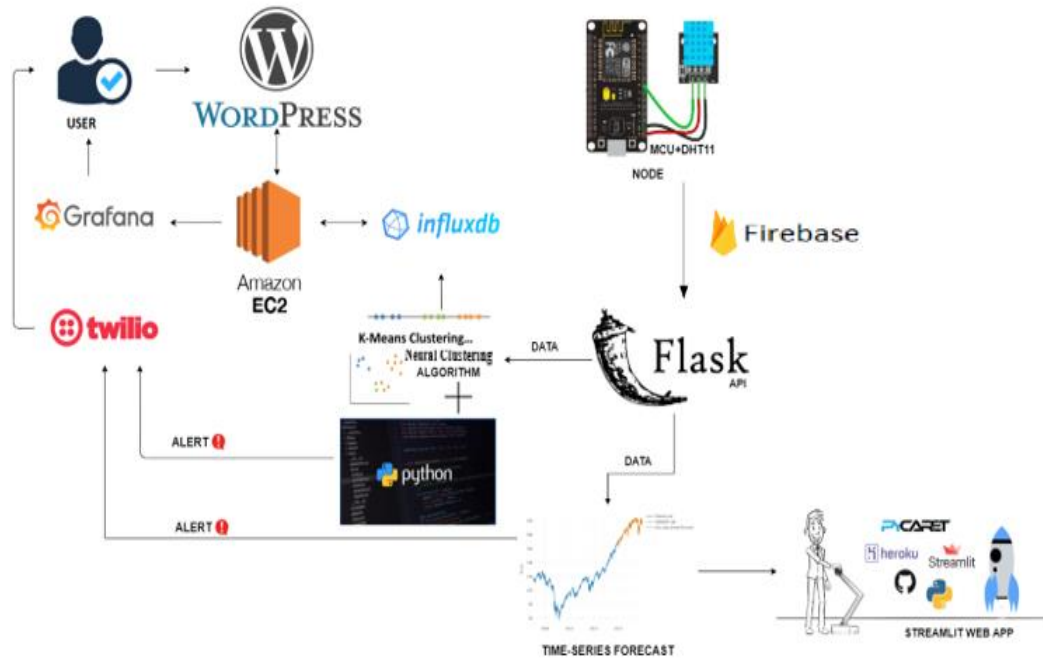 USER
WORDPRESS
MCU+DHT11
NODE
Grafana
Amazon
EC2
influxdb
Firebase
twilio
K-Means Clustering...
Neural Clustering
ALGORITHM
DATA
Flask
API
ALERT
python
DATA
ALERT
PYCARET
heroku
Streamlit
STREAMLIT WEB APP
TIME-SERIES FORECAST